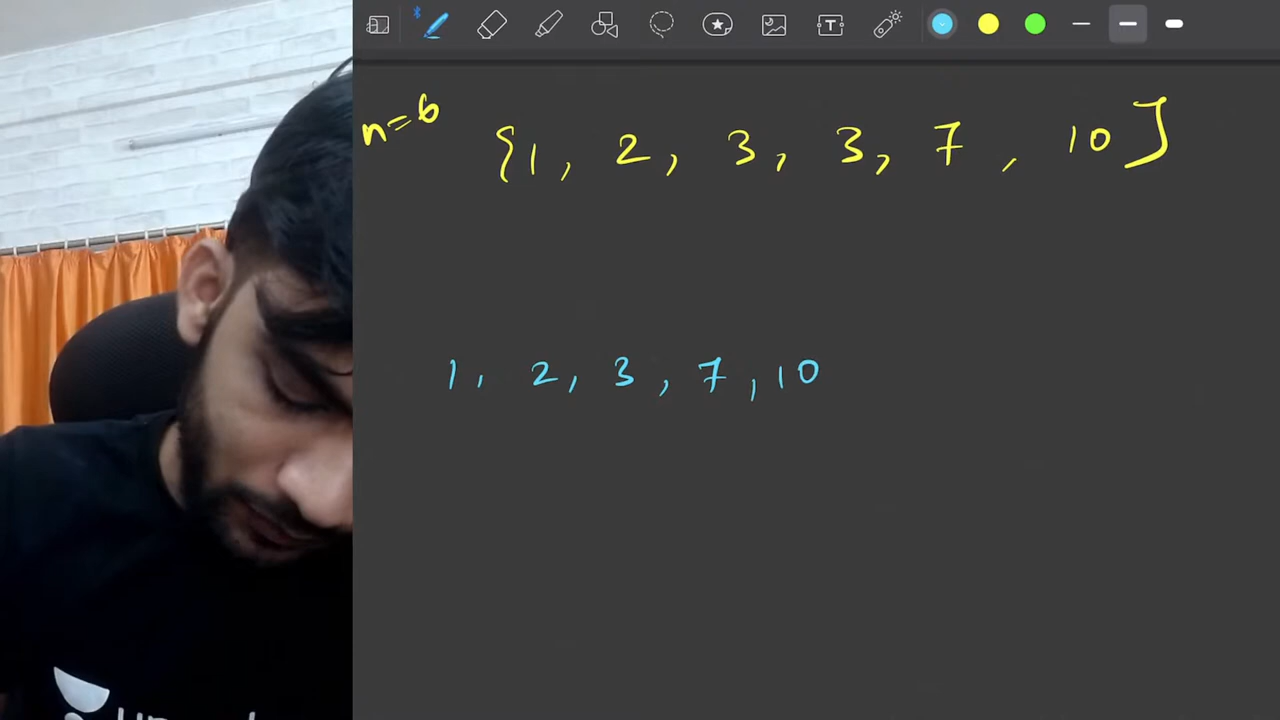 n=6
{1, 2, 3, 3, 7, 10]
1, 2, 3, 7, 10